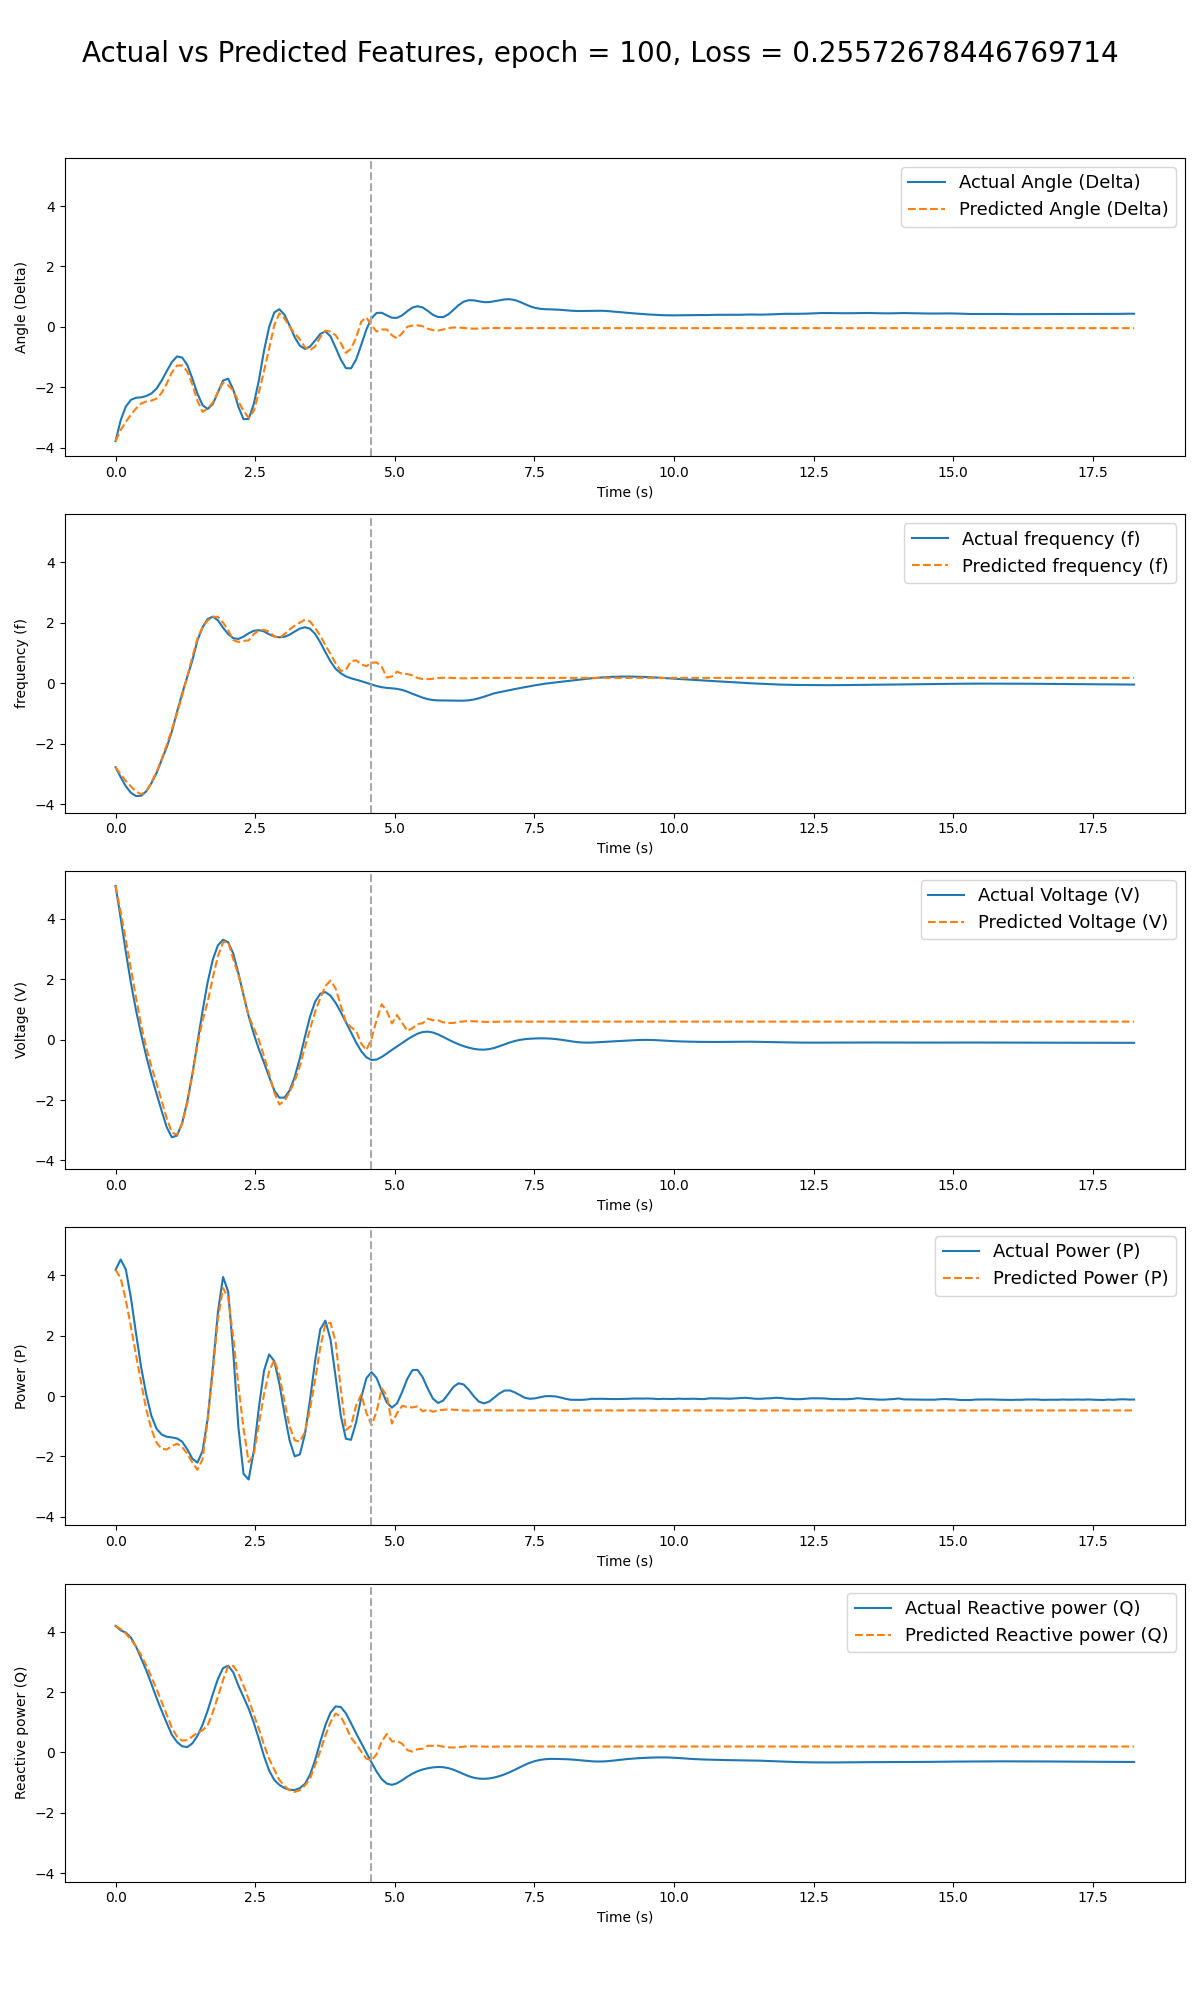 Actual vs Predicted Features, epoch = 100, Loss = 0.25572678446769714
Actual Angle (Delta)
Predicted Angle (Delta)
Angle (Delta)
4
2
0
−2
−4
0.0 2.5 5.0 7.5 10.0 12.5 15.0 17.5
Time (s)
Actual frequency (f)
Predicted frequency (f)
frequency (f)
4
2
0
−2
−4
0.0 2.5 5.0 7.5 10.0 12.5 15.0 17.5
Time (s)
Actual Voltage (V)
Predicted Voltage (V)
Voltage (V)
4
2
0
−2
−4
0.0 2.5 5.0 7.5 10.0 12.5 15.0 17.5
Time (s)
Actual Power (P)
Predicted Power (P)
Power (P)
4
2
0
−2
−4
0.0 2.5 5.0 7.5 10.0 12.5 15.0 17.5
Time (s)
Actual Reactive power (Q)
Predicted Reactive power (Q)
Reactive power (Q)
4
2
0
−2
−4
0.0 2.5 5.0 7.5 10.0 12.5 15.0 17.5
Time (s)